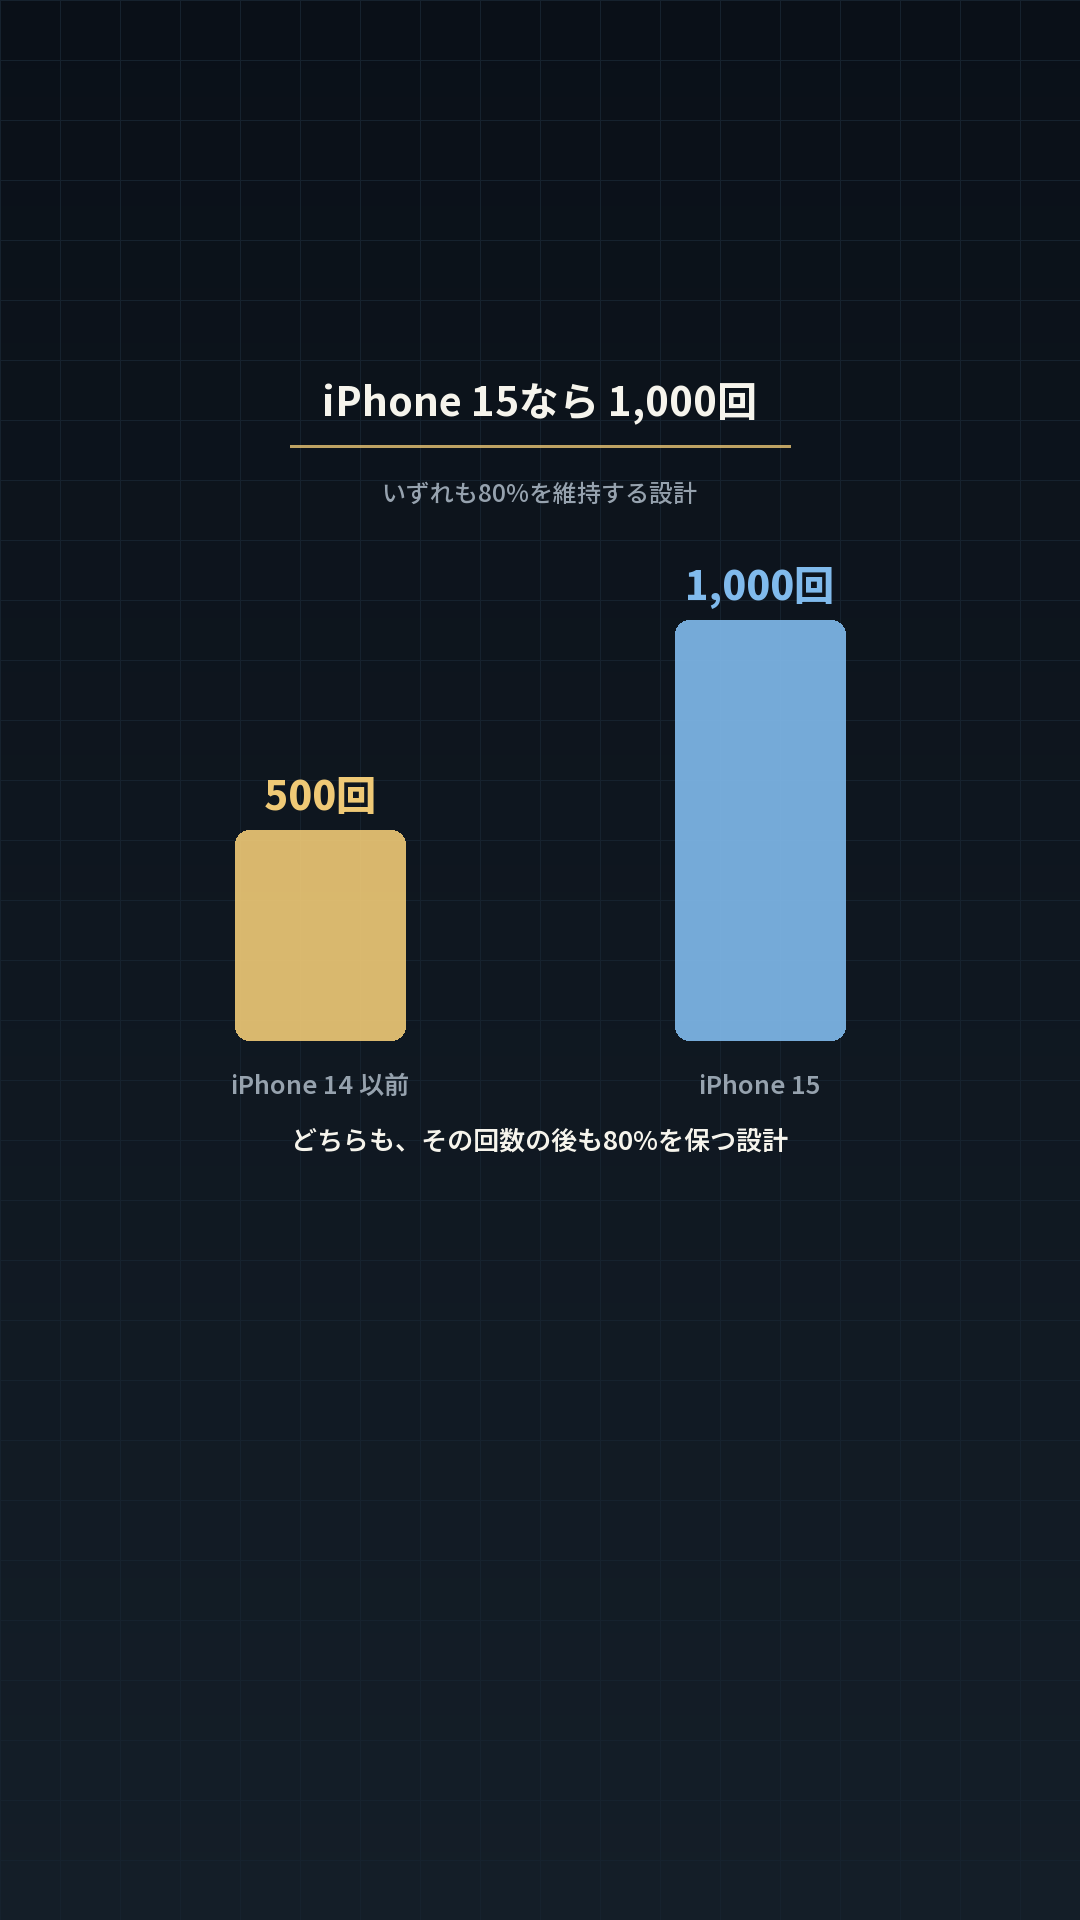 iPhone 15なら 1,000回
いずれも80%を維持する設計
1,000回
500回
iPhone 14 以前
iPhone 15
どちらも、その回数の後も80%を保つ設計